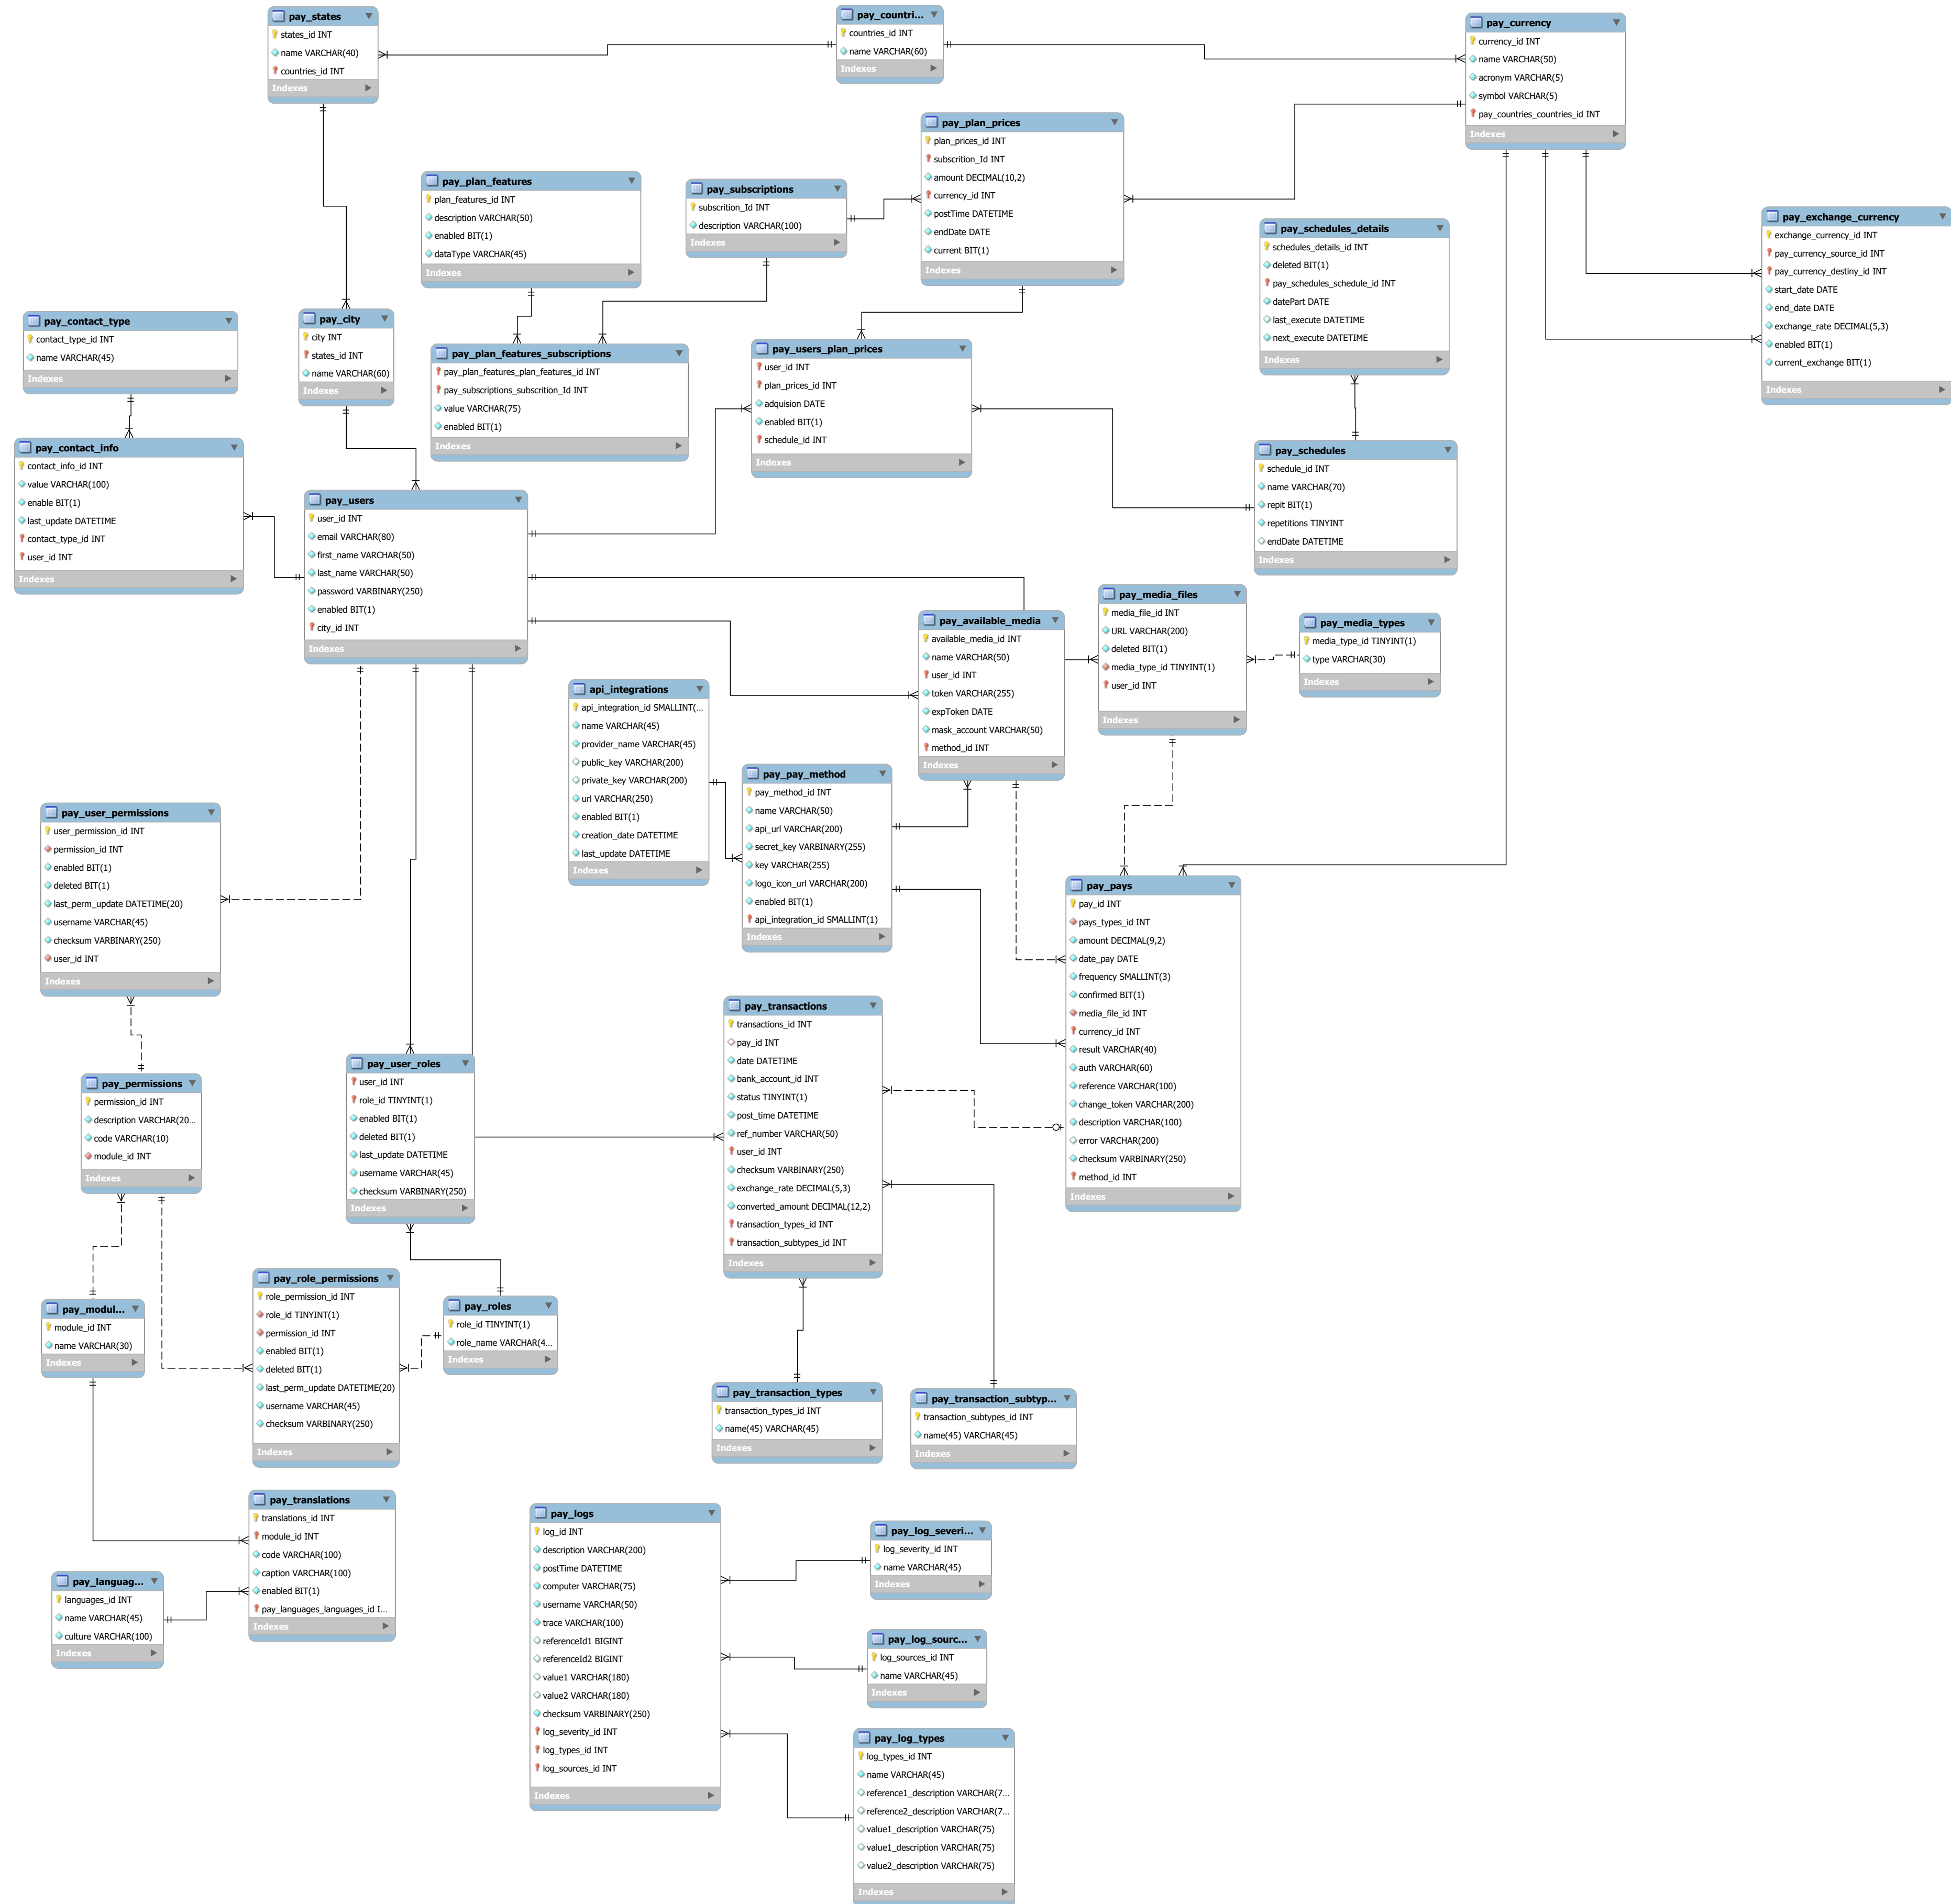 pay_states
states_id INT
name VARCHAR(40)
countries_id INT
Indexes
pay_countri...
countries_id INT
name VARCHAR(60)
Indexes
pay_currency
currency_id INT
name VARCHAR(50)
acronym VARCHAR(5)
symbol VARCHAR(5)
pay_countries_countries_id INT
Indexes
pay_plan_prices
plan_prices_id INT
subscrition_Id INT
amount DECIMAL(10,2)
currency_id INT
postTime DATETIME
endDate DATE
current BIT(1)
Indexes
pay_plan_features
plan_features_id INT
description VARCHAR(50)
enabled BIT(1)
dataType VARCHAR(45)
Indexes
pay_subscriptions
subscrition_Id INT
description VARCHAR(100)
Indexes
pay_schedules_details
schedules_details_id INT
deleted BIT(1)
pay_schedules_schedule_id INT
datePart DATE
last_execute DATETIME
next_execute DATETIME
Indexes
pay_exchange_currency
exchange_currency_id INT
pay_currency_source_id INT
pay_currency_destiny_id INT
start_date DATE
end_date DATE
exchange_rate DECIMAL(5,3)
enabled BIT(1)
current_exchange BIT(1)
Indexes
pay_contact_type
contact_type_id INT
name VARCHAR(45)
Indexes
pay_city
city INT
states_id INT
name VARCHAR(60)
Indexes
pay_plan_features_subscriptions
pay_plan_features_plan_features_id INT
pay_subscriptions_subscrition_Id INT
value VARCHAR(75)
enabled BIT(1)
Indexes
pay_users_plan_prices
user_id INT
plan_prices_id INT
adquision DATE
enabled BIT(1)
schedule_id INT
Indexes
pay_contact_info
contact_info_id INT
value VARCHAR(100)
enable BIT(1)
last_update DATETIME
contact_type_id INT
user_id INT
Indexes
pay_schedules
schedule_id INT
name VARCHAR(70)
repit BIT(1)
repetitions TINYINT
endDate DATETIME
Indexes
pay_users
user_id INT
email VARCHAR(80)
first_name VARCHAR(50)
last_name VARCHAR(50)
password VARBINARY(250)
enabled BIT(1)
city_id INT
Indexes
pay_media_files
media_file_id INT
URL VARCHAR(200)
deleted BIT(1)
media_type_id TINYINT(1)
user_id INT
Indexes
pay_media_types
media_type_id TINYINT(1)
type VARCHAR(30)
Indexes
pay_available_media
available_media_id INT
name VARCHAR(50)
user_id INT
token VARCHAR(255)
expToken DATE
mask_account VARCHAR(50)
method_id INT
Indexes
api_integrations
api_integration_id SMALLINT(...
name VARCHAR(45)
provider_name VARCHAR(45)
public_key VARCHAR(200)
private_key VARCHAR(200)
url VARCHAR(250)
enabled BIT(1)
creation_date DATETIME
last_update DATETIME
Indexes
pay_pay_method
pay_method_id INT
name VARCHAR(50)
api_url VARCHAR(200)
secret_key VARBINARY(255)
key VARCHAR(255)
logo_icon_url VARCHAR(200)
enabled BIT(1)
api_integration_id SMALLINT(1)
Indexes
pay_user_permissions
user_permission_id INT
permission_id INT
enabled BIT(1)
deleted BIT(1)
last_perm_update DATETIME(20)
username VARCHAR(45)
checksum VARBINARY(250)
user_id INT
Indexes
pay_pays
pay_id INT
pays_types_id INT
amount DECIMAL(9,2)
date_pay DATE
frequency SMALLINT(3)
confirmed BIT(1)
media_file_id INT
currency_id INT
result VARCHAR(40)
auth VARCHAR(60)
reference VARCHAR(100)
change_token VARCHAR(200)
description VARCHAR(100)
error VARCHAR(200)
checksum VARBINARY(250)
method_id INT
Indexes
pay_transactions
transactions_id INT
pay_id INT
date DATETIME
bank_account_id INT
status TINYINT(1)
post_time DATETIME
ref_number VARCHAR(50)
user_id INT
checksum VARBINARY(250)
exchange_rate DECIMAL(5,3)
converted_amount DECIMAL(12,2)
transaction_types_id INT
transaction_subtypes_id INT
Indexes
pay_user_roles
user_id INT
role_id TINYINT(1)
enabled BIT(1)
deleted BIT(1)
last_update DATETIME
username VARCHAR(45)
checksum VARBINARY(250)
Indexes
pay_permissions
permission_id INT
description VARCHAR(20...
code VARCHAR(10)
module_id INT
Indexes
pay_role_permissions
role_permission_id INT
role_id TINYINT(1)
permission_id INT
enabled BIT(1)
deleted BIT(1)
last_perm_update DATETIME(20)
username VARCHAR(45)
checksum VARBINARY(250)
Indexes
pay_roles
role_id TINYINT(1)
role_name VARCHAR(4...
Indexes
pay_modul...
module_id INT
name VARCHAR(30)
Indexes
pay_transaction_types
transaction_types_id INT
name(45) VARCHAR(45)
Indexes
pay_transaction_subtyp...
transaction_subtypes_id INT
name(45) VARCHAR(45)
Indexes
pay_translations
translations_id INT
module_id INT
code VARCHAR(100)
caption VARCHAR(100)
enabled BIT(1)
pay_languages_languages_id I...
Indexes
pay_languag...
languages_id INT
name VARCHAR(45)
culture VARCHAR(100)
Indexes
pay_logs
log_id INT
description VARCHAR(200)
postTime DATETIME
computer VARCHAR(75)
username VARCHAR(50)
trace VARCHAR(100)
referenceId1 BIGINT
referenceId2 BIGINT
value1 VARCHAR(180)
value2 VARCHAR(180)
checksum VARBINARY(250)
log_severity_id INT
log_types_id INT
log_sources_id INT
Indexes
pay_log_severi...
log_severity_id INT
name VARCHAR(45)
Indexes
pay_log_sourc...
log_sources_id INT
name VARCHAR(45)
Indexes
pay_log_types
log_types_id INT
name VARCHAR(45)
reference1_description VARCHAR(7...
reference2_description VARCHAR(7...
value1_description VARCHAR(75)
value1_description VARCHAR(75)
value2_description VARCHAR(75)
Indexes